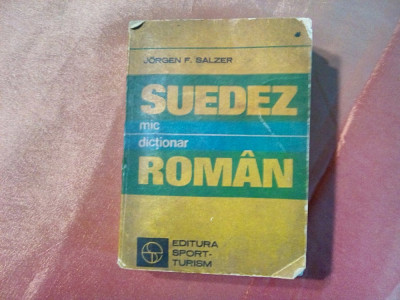 JÖRGEN F. SALZER
SUEDEZ
mic
dicționar
ROMÂN
EDITURA
SPORT-
TURISM